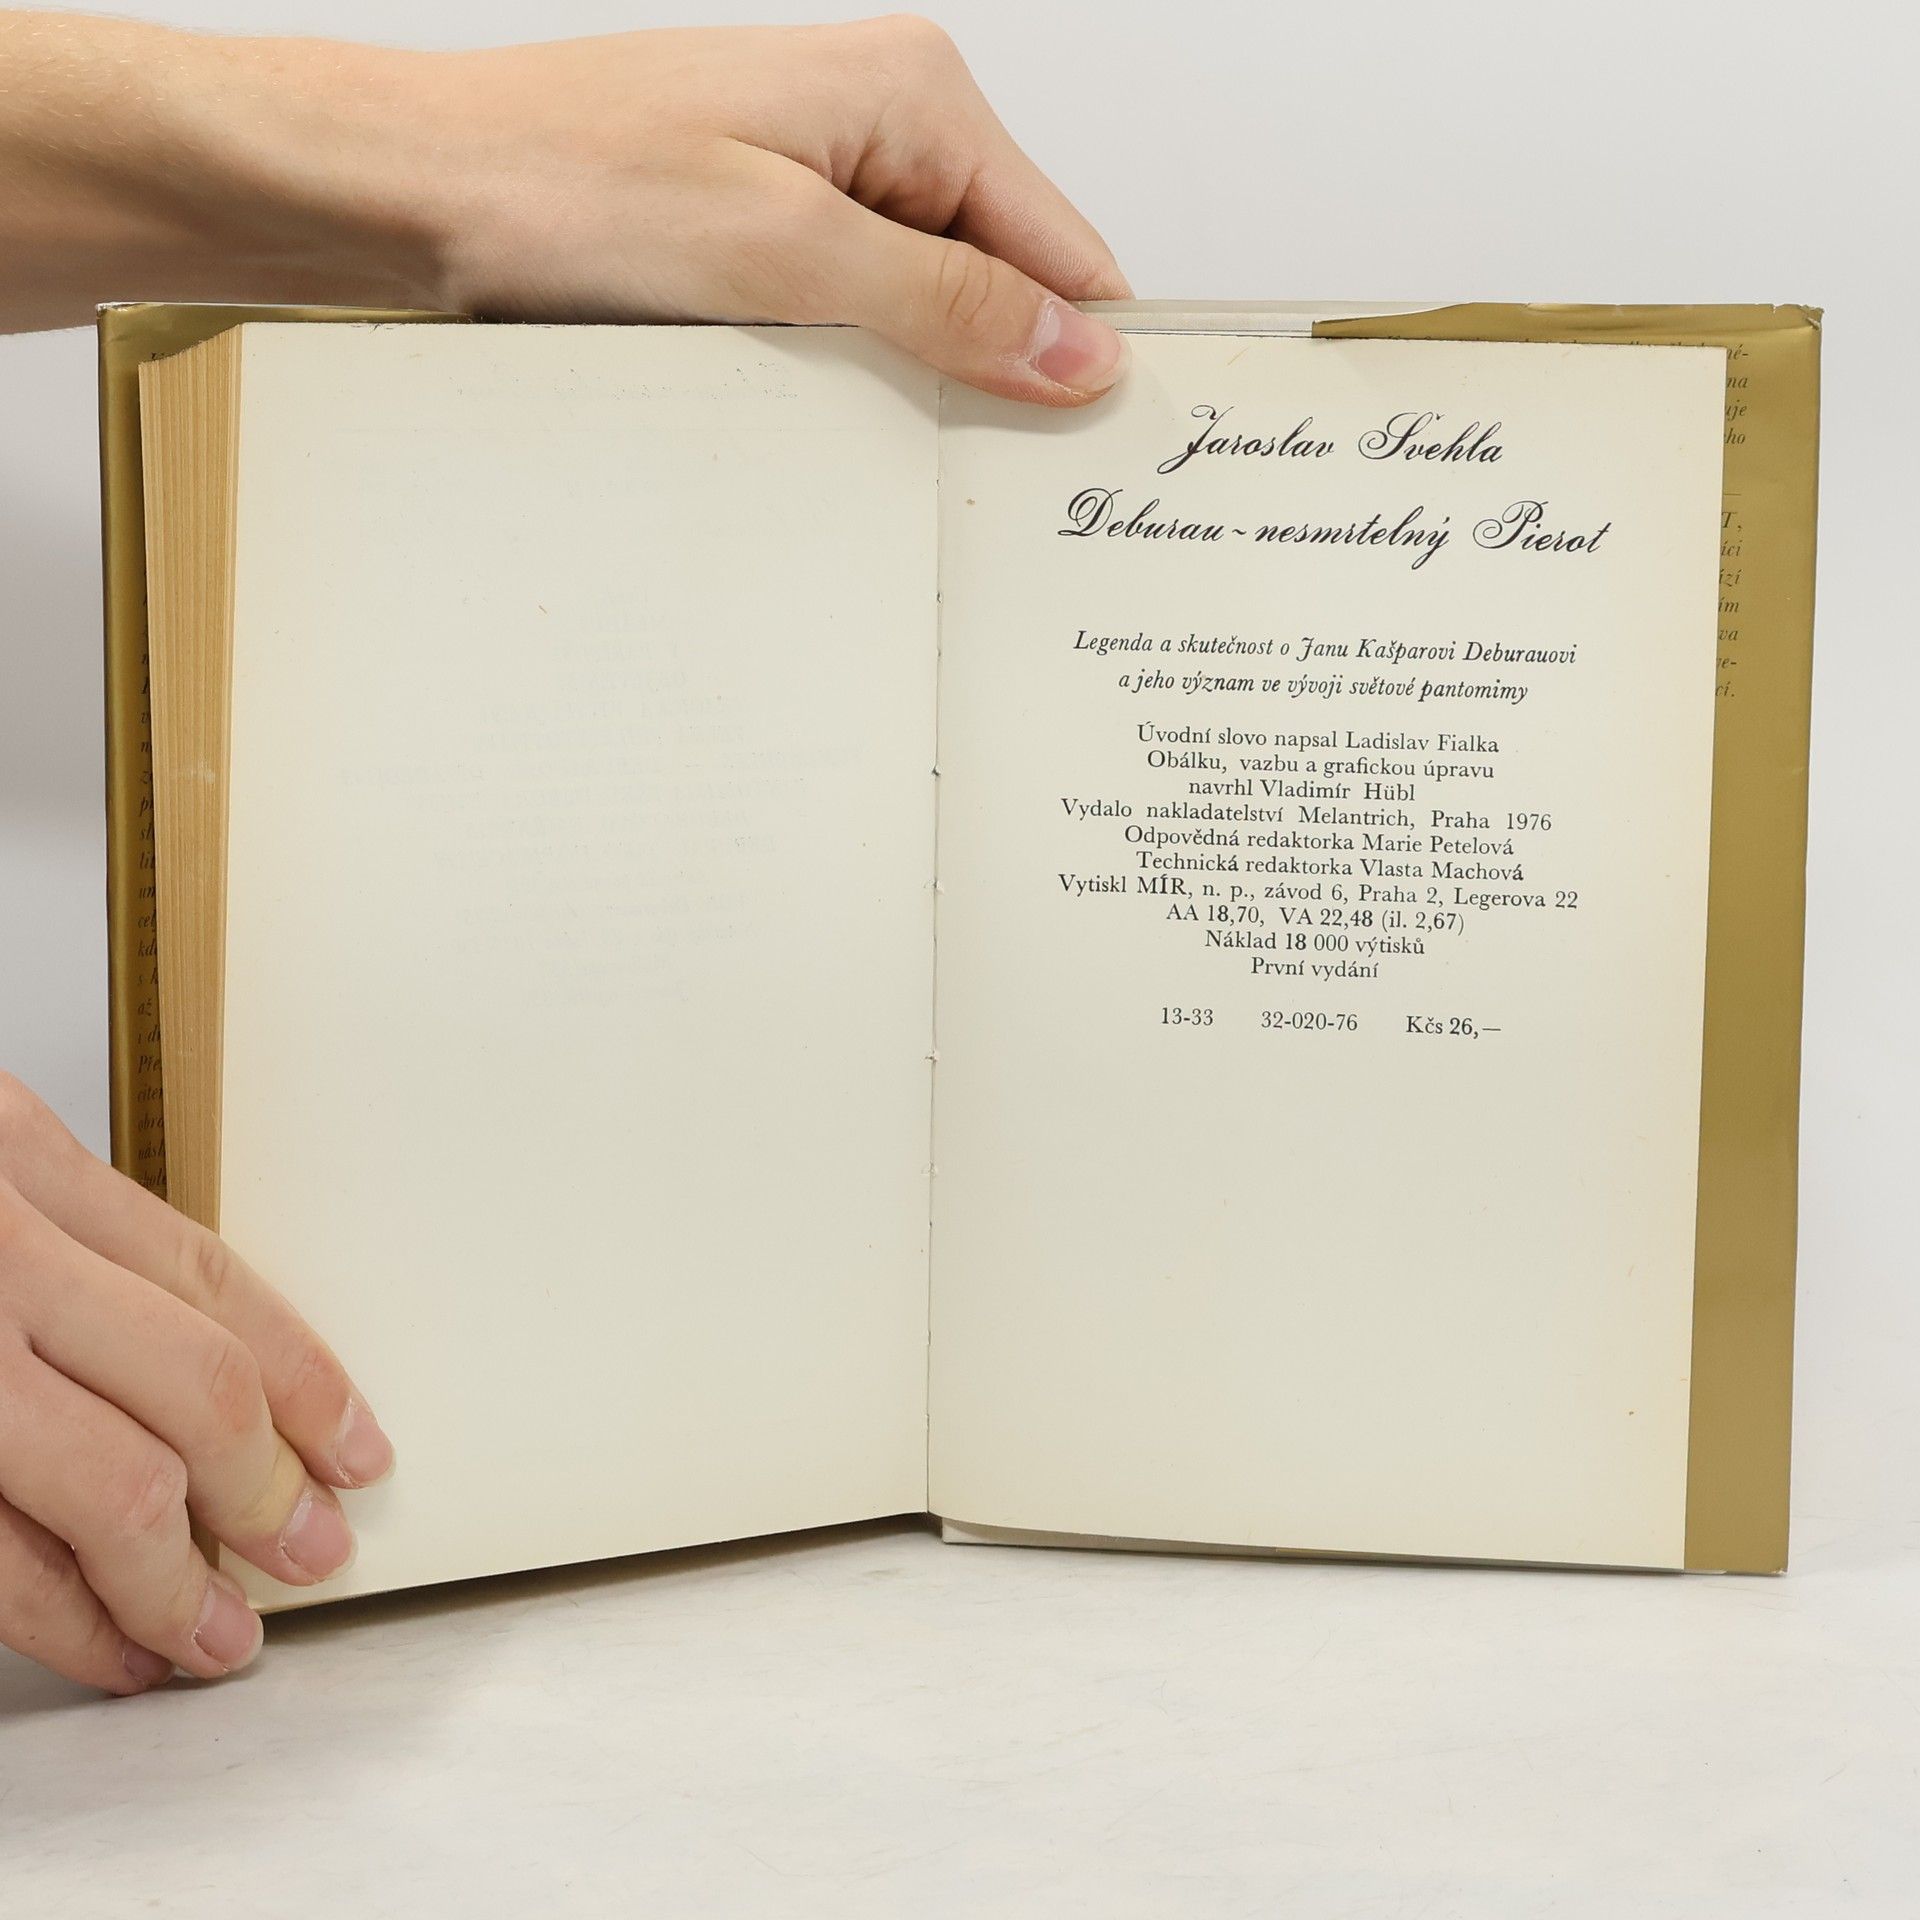 Jaroslav Švehla
Deburau ~ nesmrtelný Pierot
Legenda a skutečnost o Janu Kašparovi Deburauovi
a jeho význam ve vývoji světové pantomimy
Úvodní slovo napsal Ladislav Fialka
Obálku, vazbu a grafickou úpravu
navrhl Vladimír Hübl
Vydalo nakladatelství Melantrich, Praha 1976
Odpovědná redaktorka Marie Petelová
Technická redaktorka Vlasta Machová
Vytiskl MÍR, n. p., závod 6, Praha 2, Legerova 22
AA 18,70, VA 22,48 (il. 2,67)
Náklad 18 000 výtisků
První vydání
13-33 32-020-76 Kčs 26,—